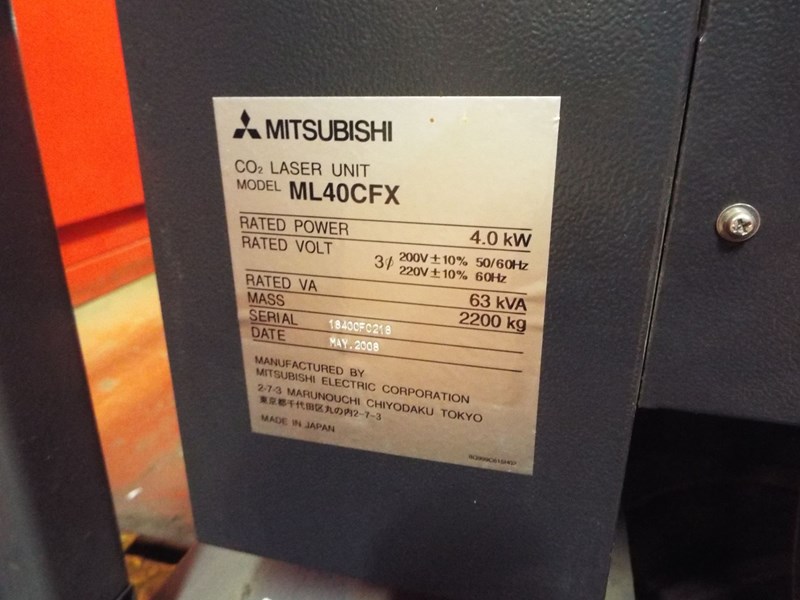 MITSUBISHI
CO₂ LASER UNIT
MODEL ML40CFX
RATED POWER 4.0 kW
RATED VOLT 3∮ 200V±10% 50/60Hz
220V±10% 60Hz
RATED VA 63 kVA
MASS 2200 kg
SERIAL 18400FC218
DATE MAY.2008
MANUFACTURED BY
MITSUBISHI ELECTRIC CORPORATION
2-7-3 MARUNOUCHI CHIYODAKU TOKYO
東京都千代田区丸の内2-7-3
MADE IN JAPAN